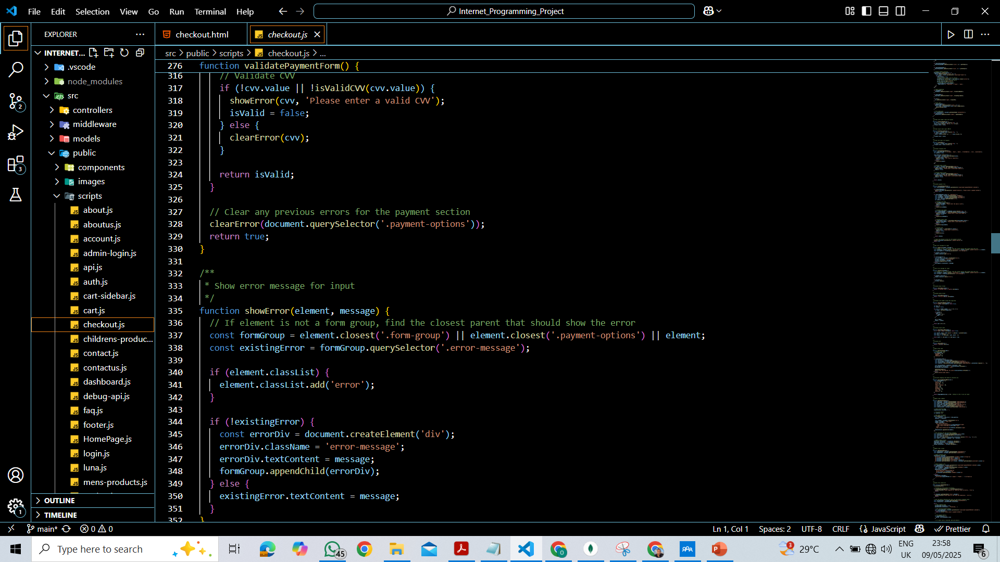 File Edit Selection View Go Run Terminal Help
Internet_Programming_Project
EXPLORER
checkout.html
checkout.js
INTERNET...
src > public > scripts > checkout.js > ...
.vscode
node_modules
src
controllers
middleware
models
public
components
images
scripts
about.js
aboutus.js
account.js
admin-login.js
api.js
auth.js
cart-sidebar.js
cart.js
checkout.js
childrens-produc...
contact.js
contactus.js
dashboard.js
debug-api.js
faq.js
footer.js
HomePage.js
login.js
luna.js
mens-products.js
OUTLINE
TIMELINE
2
3
1
276 function validatePaymentForm() {
316 // Validate CVV
317 if (!cvv.value || !isValidCVV(cvv.value)) {
318 showError(cvv, 'Please enter a valid CVV');
319 isValid = false;
320 } else {
321 clearError(cvv);
322 }
323
324 return isValid;
325 }
326
327 // Clear any previous errors for the payment section
328 clearError(document.querySelector('.payment-options'));
329 return true;
330 }
331
332 /**
333 * Show error message for input
334 */
335 function showError(element, message) {
336 // If element is not a form group, find the closest parent that should show the error
337 const formGroup = element.closest('.form-group') || element.closest('.payment-options') || element;
338 const existingError = formGroup.querySelector('.error-message');
339
340 if (element.classList) {
341 element.classList.add('error');
342 }
343
344 if (!existingError) {
345 const errorDiv = document.createElement('div');
346 errorDiv.className = 'error-message';
347 errorDiv.textContent = message;
348 formGroup.appendChild(errorDiv);
349 } else {
350 existingError.textContent = message;
351 }
352 }
main* 0 0
Ln 1, Col 1 Spaces: 2 UTF-8 CRLF JavaScript Prettier
Type here to search
45
3
29°C
ENG
UK
23:58
09/05/2025
6